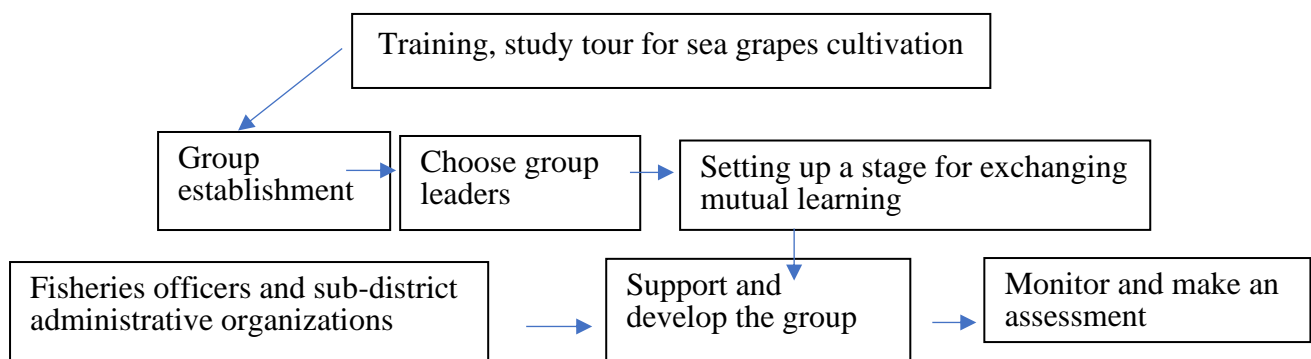 Training, study tour for sea grapes cultivation
Group
establishment
Choose group
leaders
Setting up a stage for exchanging
mutual learning
Fisheries officers and sub-district
administrative organizations
Support and
develop the group
Monitor and make an
assessment